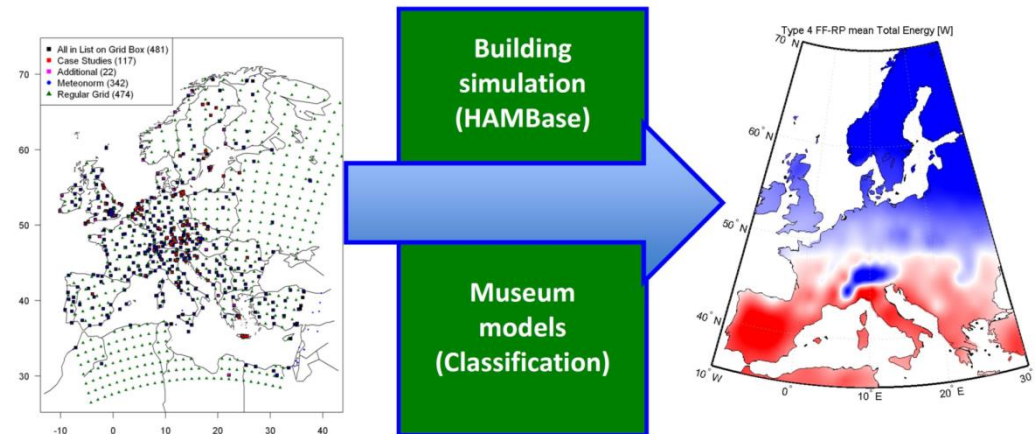 All in List on Grid Box (481)
Case Studies (117)
Additional (22)
Meteonorm (342)
Regular Grid (474)
70
60
50
40
30
-10
0
10
20
30
40
Building
simulation
(HAMBase)
Museum
models
(Classification)
Type 4 FF-RP mean Total Energy [W]
70° N
60° N
50° N
40° N
10° W
0°
10° E
20° E
30°